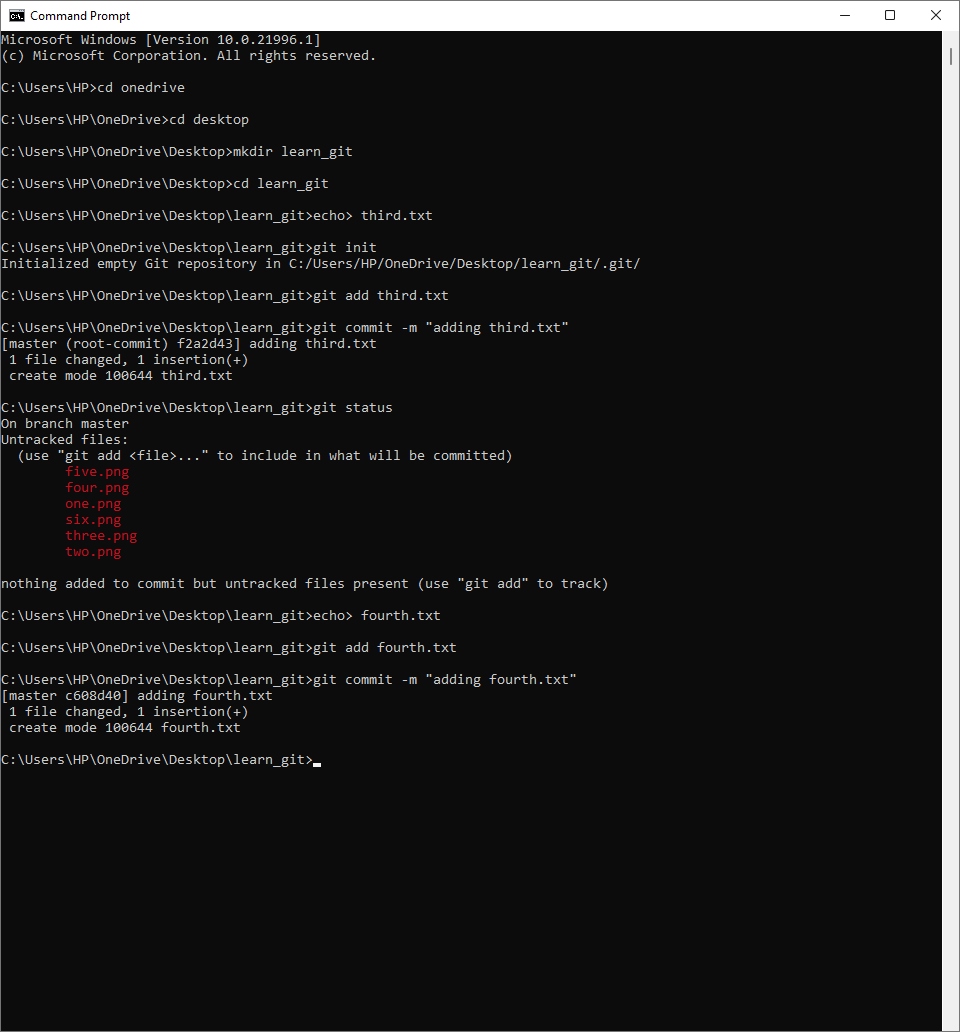 Command Prompt
Microsoft Windows [Version 10.0.21996.1]
(c) Microsoft Corporation. All rights reserved.
C:\Users\HP>cd onedrive
C:\Users\HP\OneDrive>cd desktop
C:\Users\HP\OneDrive\Desktop>mkdir learn_git
C:\Users\HP\OneDrive\Desktop>cd learn_git
C:\Users\HP\OneDrive\Desktop\learn_git>echo> third.txt
C:\Users\HP\OneDrive\Desktop\learn_git>git init
Initialized empty Git repository in C:/Users/HP/OneDrive/Desktop/learn_git/.git/
C:\Users\HP\OneDrive\Desktop\learn_git>git add third.txt
C:\Users\HP\OneDrive\Desktop\learn_git>git commit -m "adding third.txt"
[master (root-commit) f2a2d43] adding third.txt
 1 file changed, 1 insertion(+)
 create mode 100644 third.txt
C:\Users\HP\OneDrive\Desktop\learn_git>git status
On branch master
Untracked files:
  (use "git add <file>..." to include in what will be committed)
        five.png
        four.png
        one.png
        six.png
        three.png
        two.png
nothing added to commit but untracked files present (use "git add" to track)
C:\Users\HP\OneDrive\Desktop\learn_git>echo> fourth.txt
C:\Users\HP\OneDrive\Desktop\learn_git>git add fourth.txt
C:\Users\HP\OneDrive\Desktop\learn_git>git commit -m "adding fourth.txt"
[master c608d40] adding fourth.txt
 1 file changed, 1 insertion(+)
 create mode 100644 fourth.txt
C:\Users\HP\OneDrive\Desktop\learn_git>